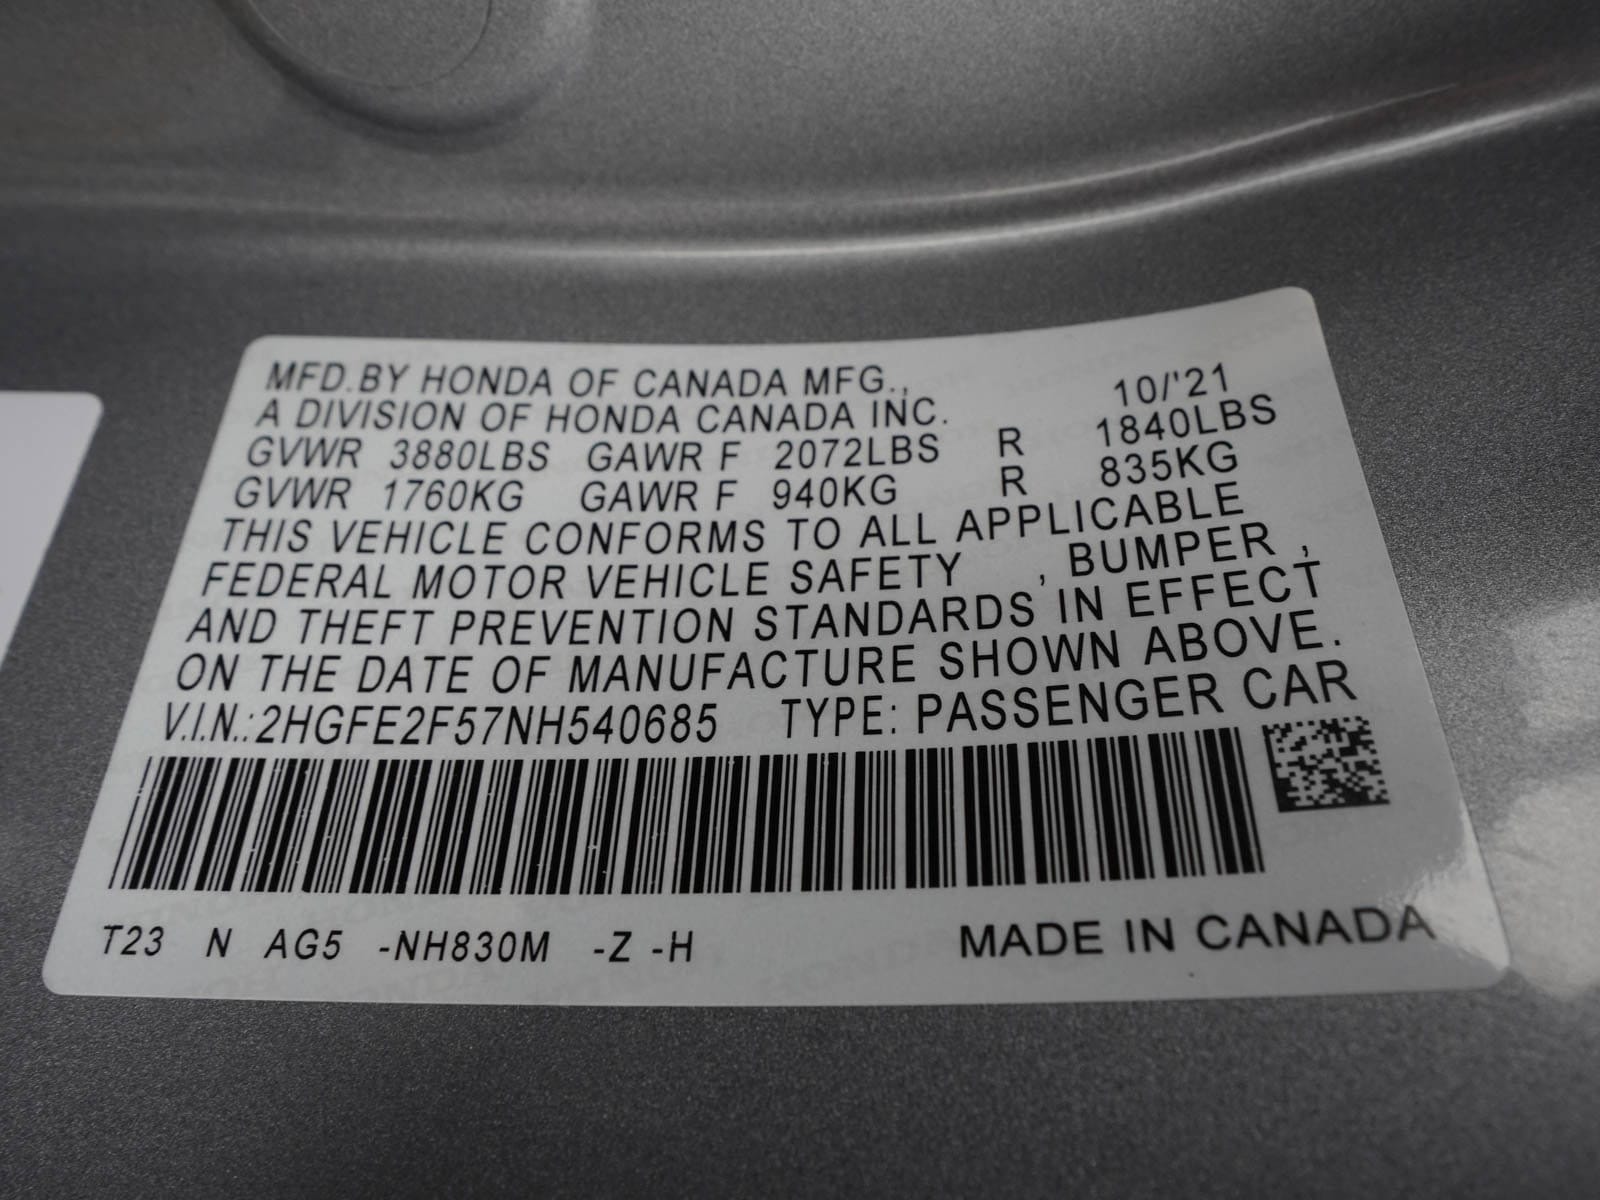 MFD.BY HONDA OF CANADA MFG., 10/'21
A DIVISION OF HONDA CANADA INC.
GVWR 3880LBS GAWR F 2072LBS R 1840LBS
GVWR 1760KG GAWR F 940KG R 835KG
THIS VEHICLE CONFORMS TO ALL APPLICABLE
FEDERAL MOTOR VEHICLE SAFETY , BUMPER ,
AND THEFT PREVENTION STANDARDS IN EFFECT
ON THE DATE OF MANUFACTURE SHOWN ABOVE.
V.I.N.:2HGFE2F57NH540685 TYPE: PASSENGER CAR
T23 N AG5 -NH830M -Z -H MADE IN CANADA